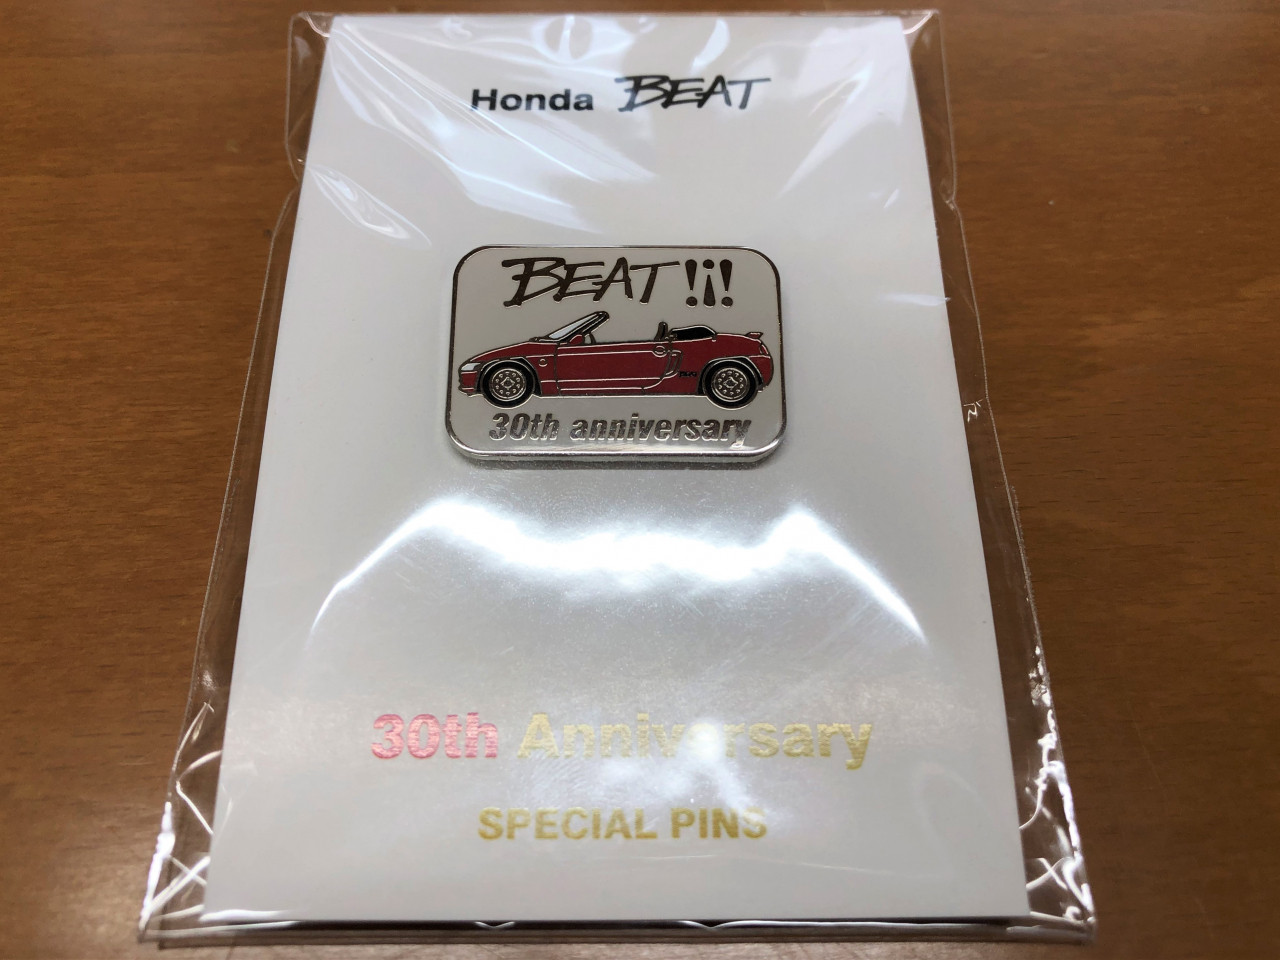 Honda BEAT
BEAT !¡!
30th anniversary
30th Anniversary
SPECIAL PINS